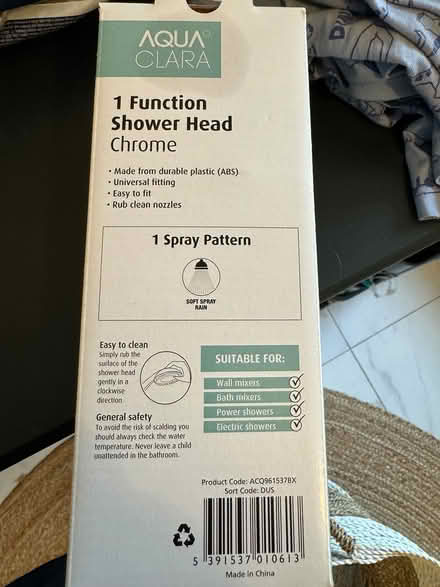 AQUA
CLARA
1 Function
Shower Head
Chrome
• Made from durable plastic (ABS)
• Universal fitting
• Easy to fit
• Rub clean nozzles
1 Spray Pattern
SOFT SPRAY
RAIN
Easy to clean
Simply rub the
surface of the
shower head
gently in a
clockwise
direction
General safety
To avoid the risk of scalding you
should always check the water
temperature. Never leave a child
unattended in the bathroom.
SUITABLE FOR:
Wall mixers
Bath mixers
Power showers
Electric showers
Product Code: ACQ961537BX
Sort Code: DUS
5 391537 010613
Made in China